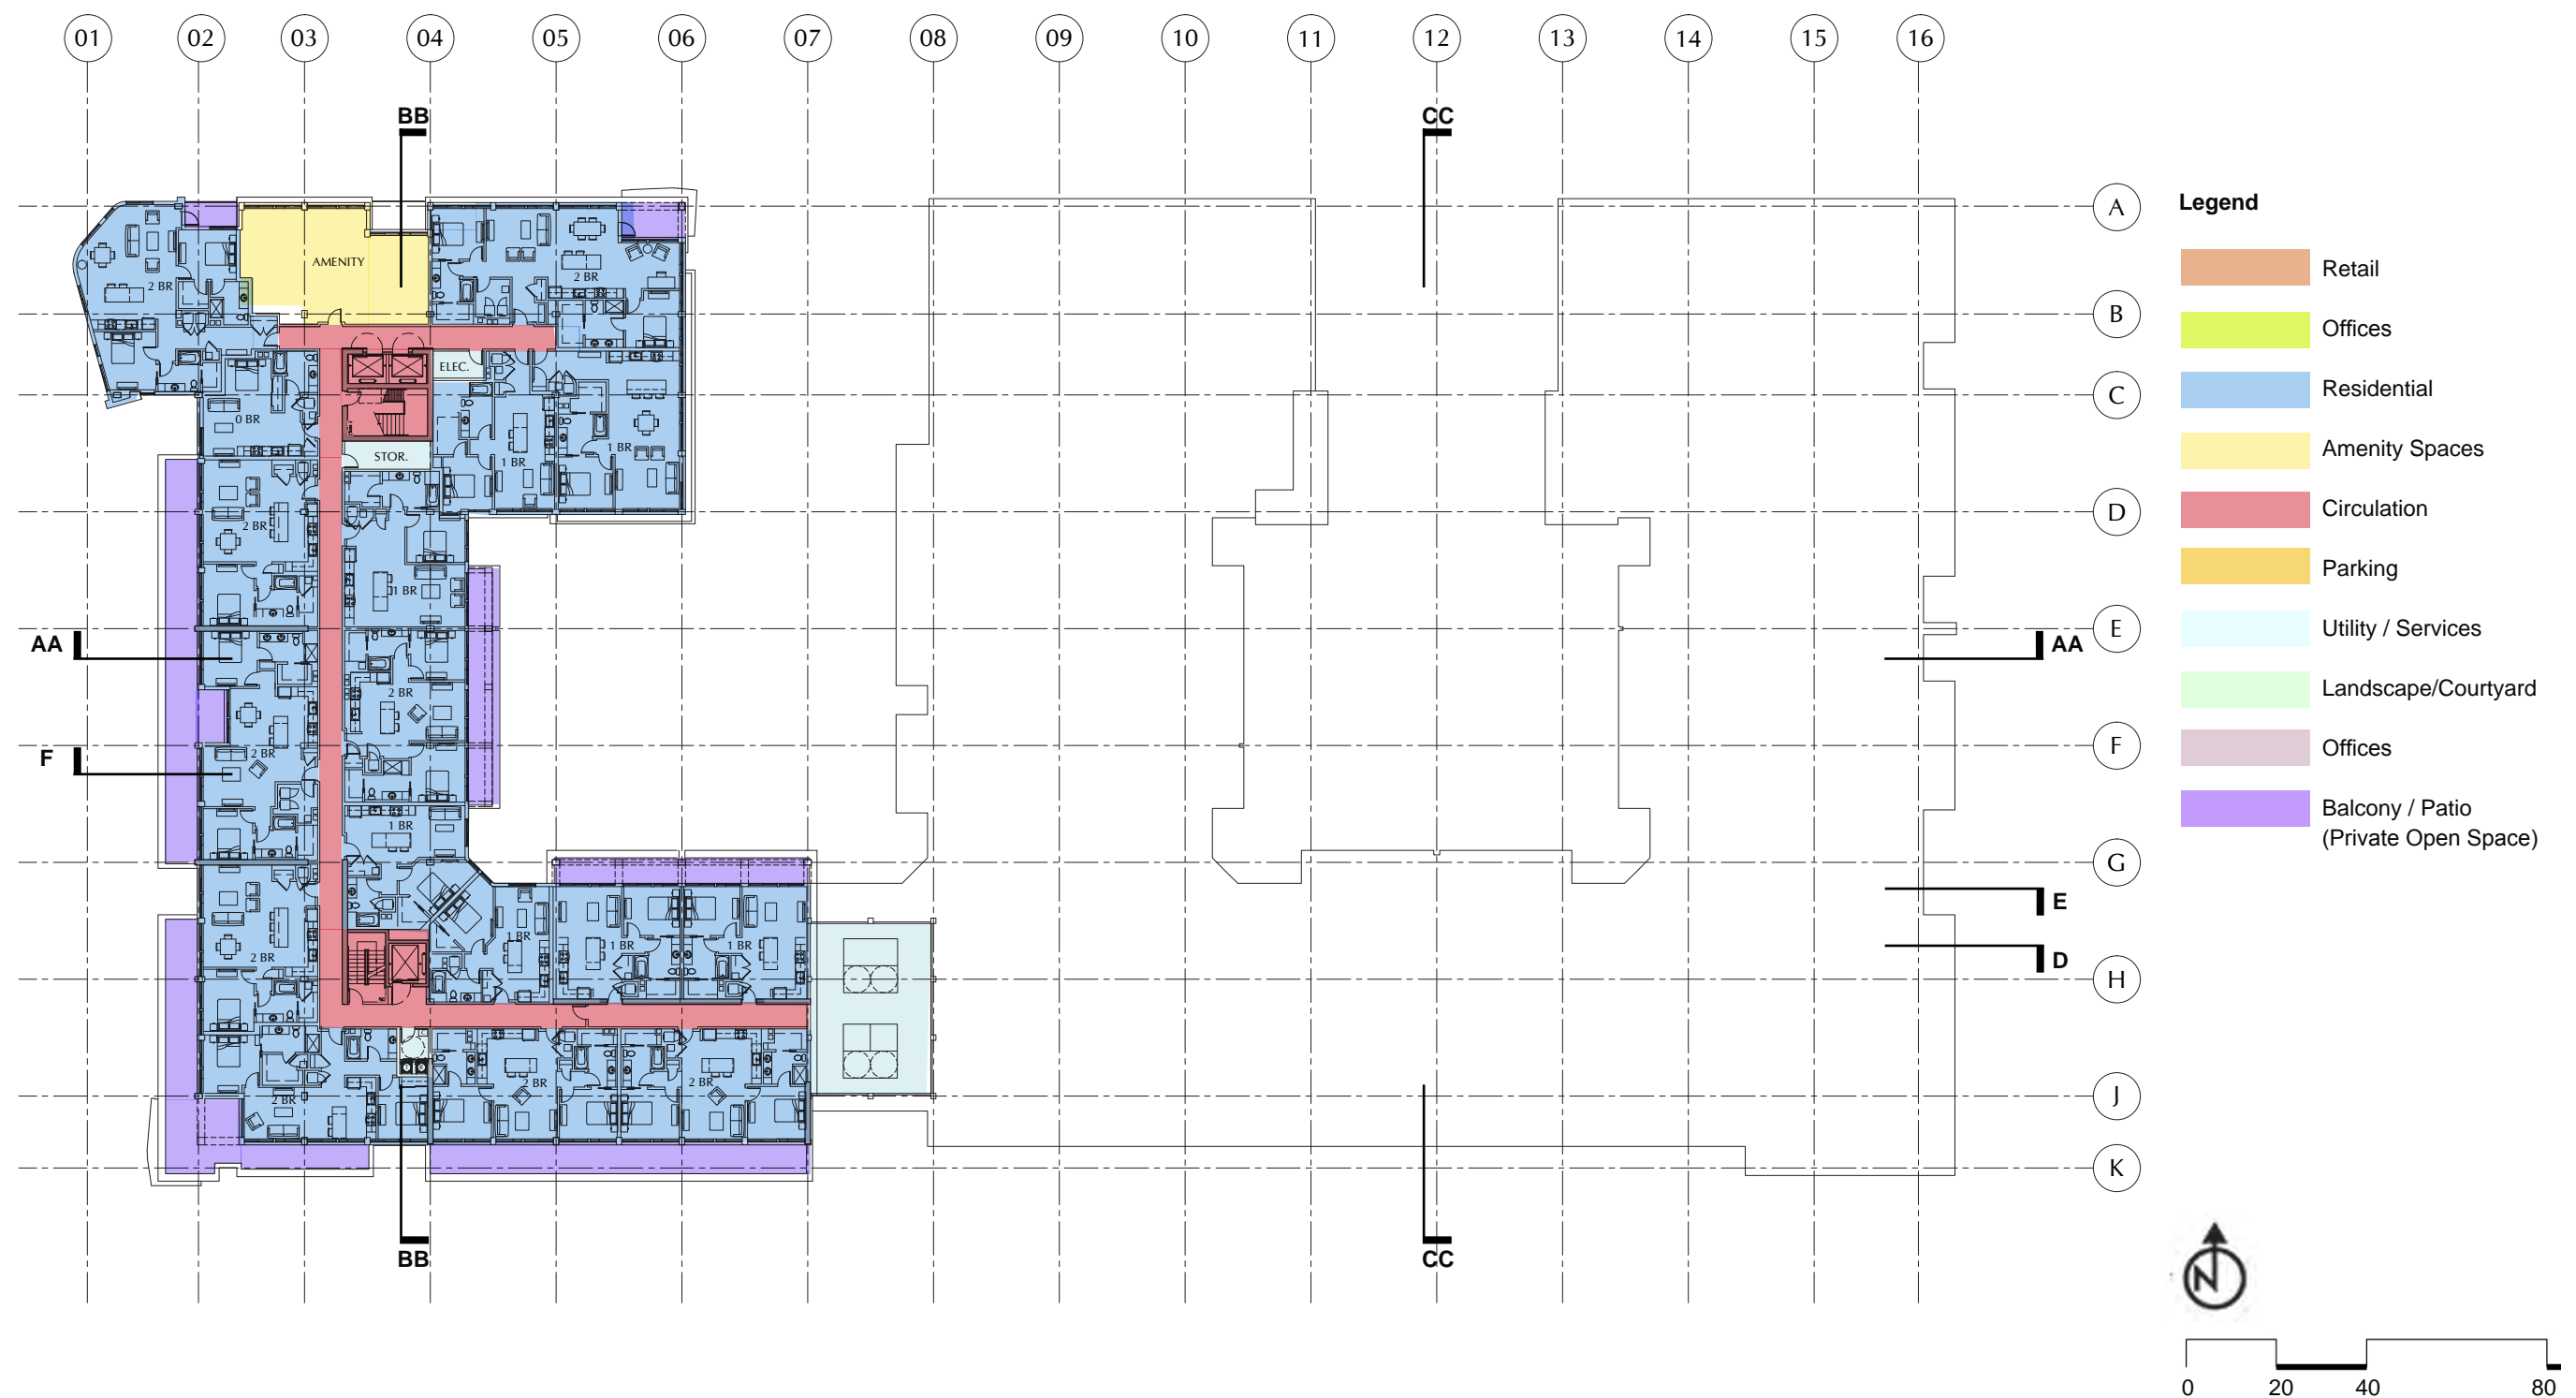 01 02 03 04 05 06 07 08 09 10 11 12 13 14 15 16
BB CC
A
Legend
Retail
AMENITY
2 BR
2 BR
B
Offices
ELEC.
Residential
C
0 BR
STOR.
1 BR
1 BR
Amenity Spaces
D
Circulation
2 BR
Parking
1 BR
E
Utility / Services
AA AA
2 BR
Landscape/Courtyard
F
2 BR
F
Offices
1 BR
Balcony / Patio
(Private Open Space)
G
E
1 BR
1 BR
1 BR
2 BR
D
H
2 BR
2 BR
2 BR
J
K
BB CC
N
0 20 40 80